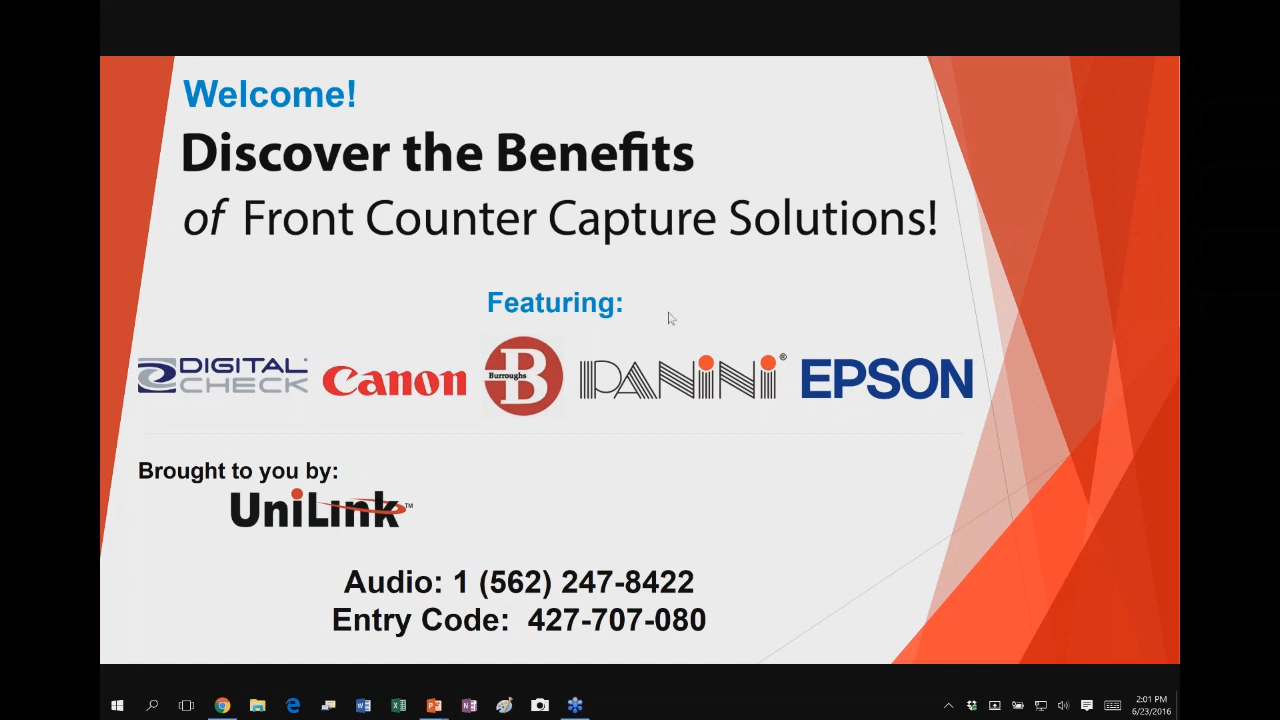 Welcome!
Discover the Benefits
of Front Counter Capture Solutions!
Featuring:
DIGITAL CHECK
Canon
B Burroughs
PANINI®
EPSON
Brought to you by:
UniLink™
Audio: 1 (562) 247-8422
Entry Code: 427-707-080
2:01 PM
6/23/2016